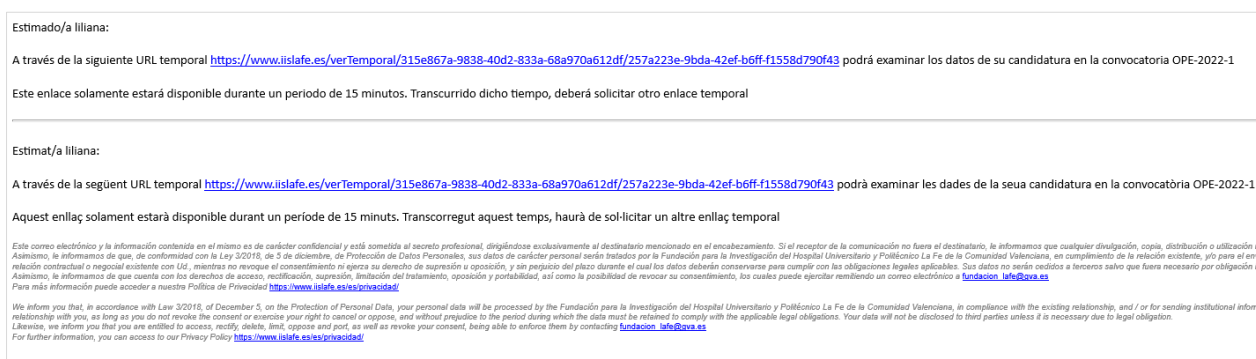 Estimado/a liliana:
A través de la siguiente URL temporal https://www.iislafe.es/verTemporal/315e867a-9838-40d2-833a-68a970a612df/257a223e-9bda-42ef-b6ff-f1558d790f43 podrá examinar los datos de su candidatura en la convocatoria OPE-2022-1
Este enlace solamente estará disponible durante un periodo de 15 minutos. Transcurrido dicho tiempo, deberá solicitar otro enlace temporal
Estimat/a liliana:
A través de la següent URL temporal https://www.iislafe.es/verTemporal/315e867a-9838-40d2-833a-68a970a612df/257a223e-9bda-42ef-b6ff-f1558d790f43 podrà examinar les dades de la seua candidatura en la convocatòria OPE-2022-1
Aquest enllaç solament estarà disponible durant un període de 15 minuts. Transcorregut aquest temps, haurà de sol·licitar un altre enllaç temporal
Este correo electrónico y la información contenida en el mismo es de carácter confidencial y está sometida al secreto profesional, dirigiéndose exclusivamente al destinatario mencionado en el encabezamiento. Si el receptor de la comunicación no fuera el destinatario, le informamos que cualquier divulgación, copia, distribución o utilización
Asimismo, le informamos de que, de conformidad con la Ley 3/2018, de 5 de diciembre, de Protección de Datos Personales, sus datos de carácter personal serán tratados por la Fundación para la Investigación del Hospital Universitario y Politécnico La Fe de la Comunidad Valenciana, en cumplimiento de la relación existente, y/o para el
relación contractual o negocial existente con Ud., mientras no revoque el consentimiento ni ejerza su derecho de supresión u oposición, y sin perjuicio del plazo durante el cual los datos deberán conservarse para cumplir con las obligaciones legales aplicables. Sus datos no serán cedidos a terceros salvo que fuera necesario por obligación
Asimismo, le informamos de que cuenta con los derechos de acceso, rectificación, supresión, limitación del tratamiento, oposición y portabilidad, así como la posibilidad de revocar su consentimiento, los cuales puede ejercitar remitiendo un correo electrónico a fundacion_lafe@gva.es
Para más información puede acceder a nuestra Política de Privacidad https://www.iislafe.es/es/privacidad/
We inform you that, in accordance with Law 3/2018, of December 5, on the Protection of Personal Data, your personal data will be processed by the Fundación para la Investigación del Hospital Universitario y Politécnico La Fe de la Comunidad Valenciana, in compliance with the existing relationship, and / or for sending institutional
relationship with you, as long as you do not revoke the consent or exercise your right to cancel or oppose, and without prejudice to the period during which the data must be retained to comply with the applicable legal obligations. Your data will not be disclosed to third parties unless it is necessary due to legal obligation.
Likewise, we inform you that you are entitled to access, rectify, delete, limit, oppose and port, as well as revoke your consent, being able to enforce them by contacting fundacion_lafe@gva.es
For further information, you can access to our Privacy Policy https://www.iislafe.es/es/privacidad/